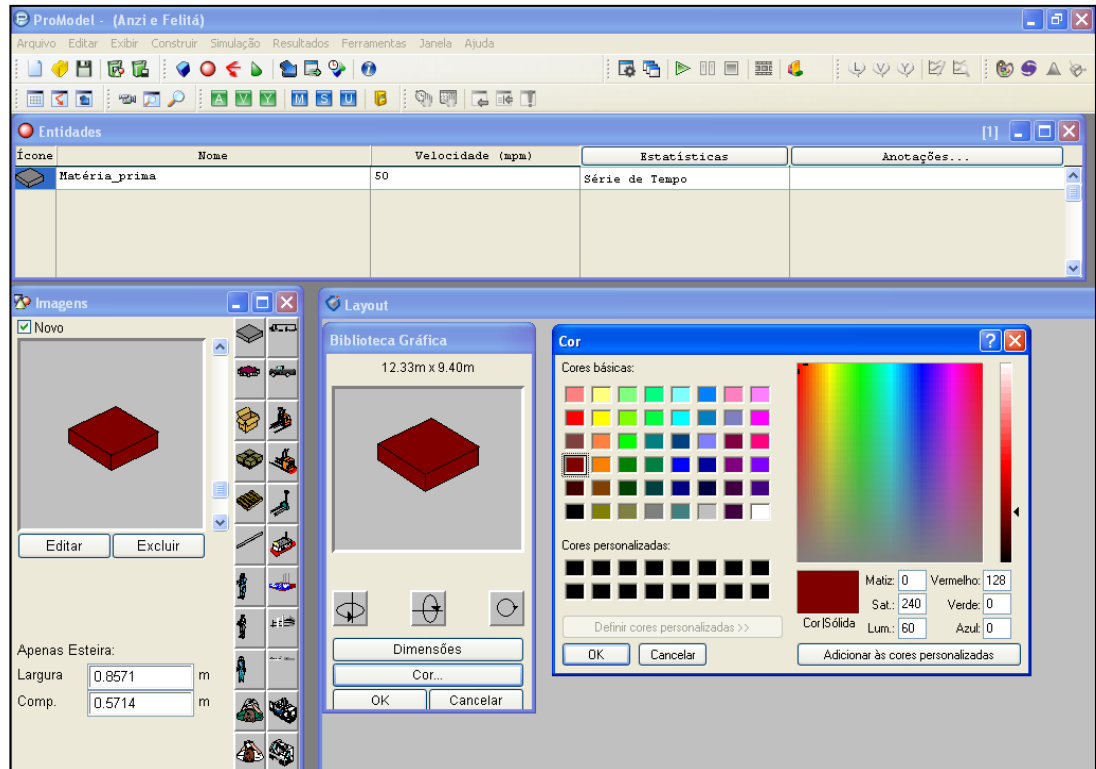 ProModel - (Anzi e Felitá)
Arquivo Editar Exibir Construir Simulação Resultados Ferramentas Janela Ajuda
A V Y M S U
Entidades [1]
Ícone Nome Velocidade (mpm) Estatísticas Anotações...
Matéria_prima 50 Série de Tempo
Imagens
Novo
Editar Excluir
Apenas Esteira:
Largura 0.8571 m
Comp. 0.5714 m
Layout
Biblioteca Gráfica
12.33m x 9.40m
Dimensões
Cor...
OK Cancelar
Cor
Cores básicas:
Cores personalizadas:
Definir cores personalizadas >>
OK Cancelar
Cor|Sólida
Matiz: 0 Vermelho: 128
Sat.: 240 Verde: 0
Lum.: 60 Azul: 0
Adicionar às cores personalizadas